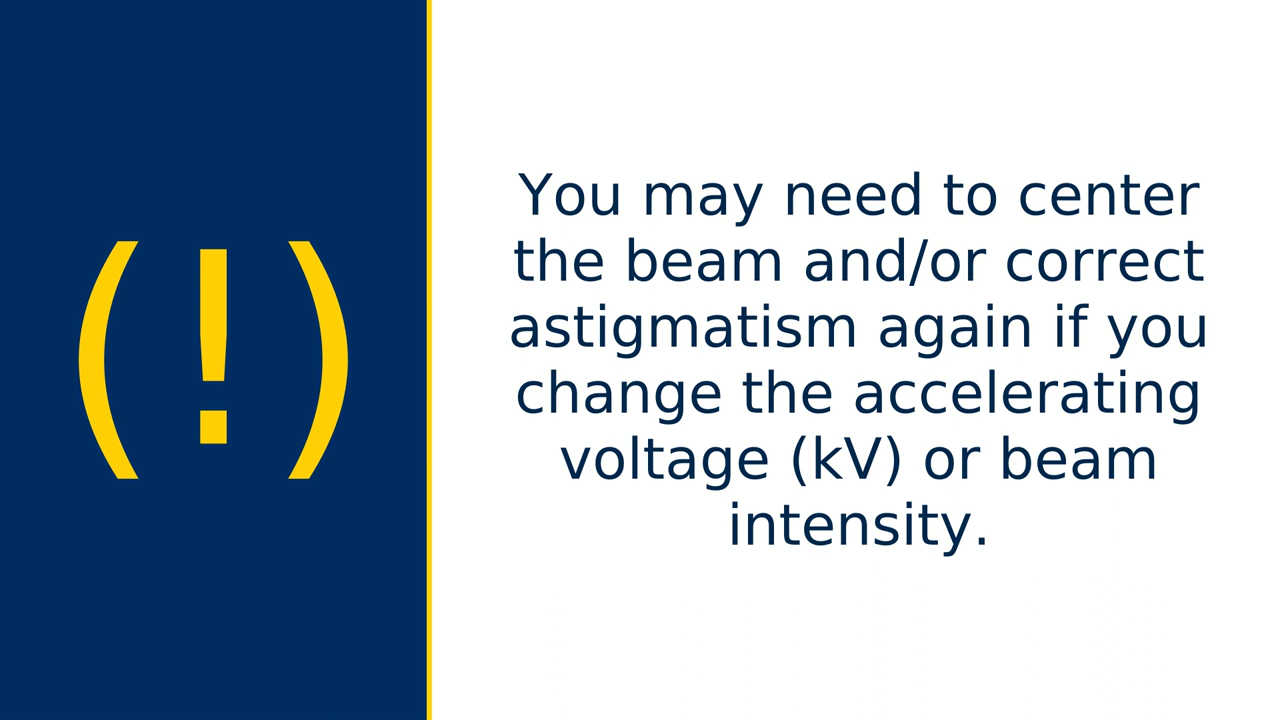 (!)
You may need to center
the beam and/or correct
astigmatism again if you
change the accelerating
voltage (kV) or beam
intensity.